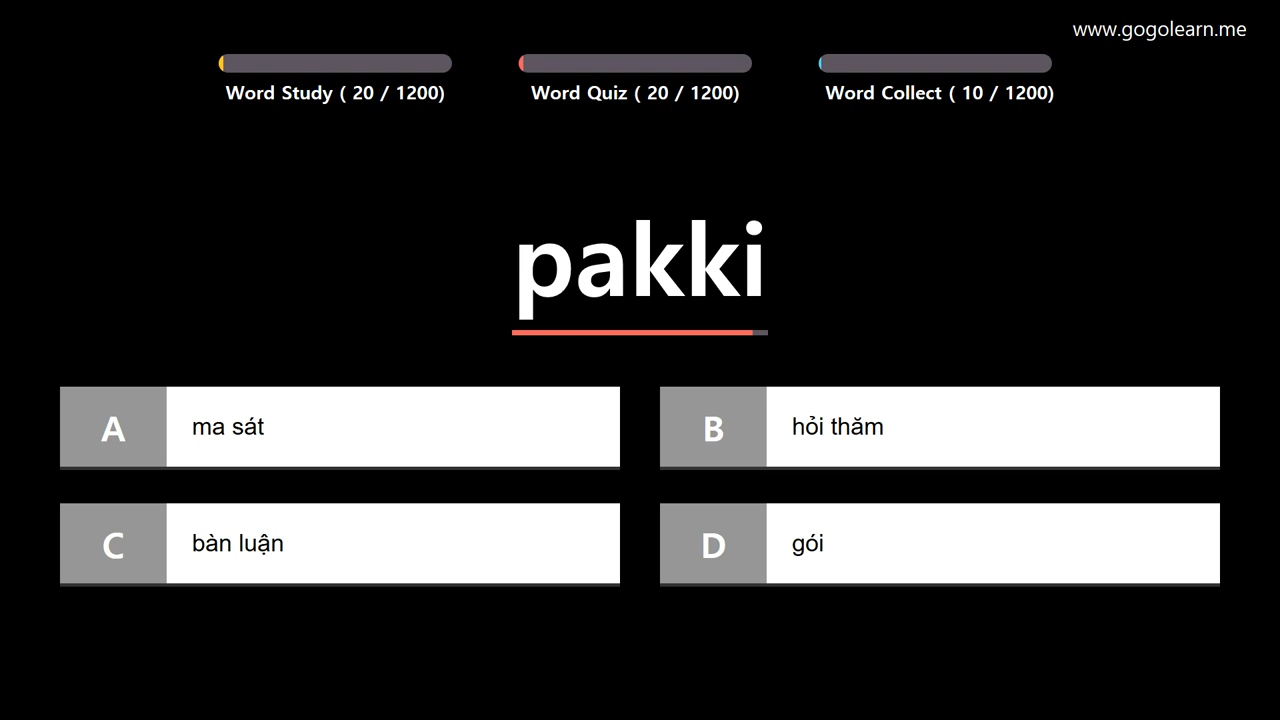 www.gogolearn.me
Word Study ( 20 / 1200)
Word Quiz ( 20 / 1200)
Word Collect ( 10 / 1200)
pakki
A ma sát
B hỏi thăm
C bàn luận
D gói